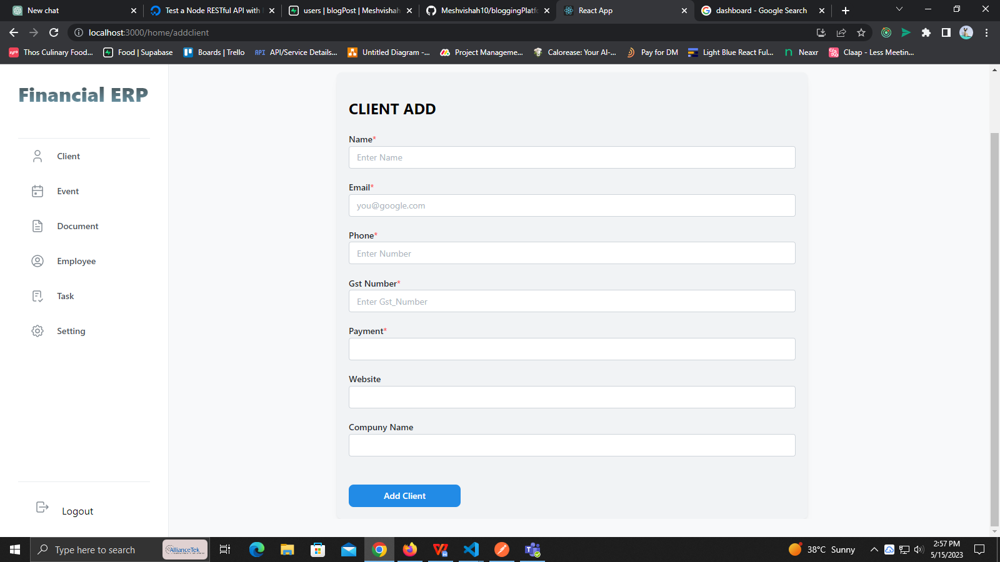 New chat
Test a Node RESTful API with
users | blogPost | Meshvishah
Meshvishah10/bloggingPlatfo
React App
dashboard - Google Search
localhost:3000/home/addclient
Thos Culinary Food...
Food | Supabase
Boards | Trello
API
API/Service Details...
Untitled Diagram -...
Project Manageme...
Calorease: Your AI-...
Pay for DM
Light Blue React Ful...
Neaxr
Claap - Less Meetin...
Financial ERP
Client
Event
Document
Employee
Task
Setting
Logout
CLIENT ADD
Name*
Enter Name
Email*
you@google.com
Phone*
Enter Number
Gst Number*
Enter Gst_Number
Payment*
Website
Compuny Name
Add Client
Type here to search
AllianceTek
38°C Sunny
2:57 PM
5/15/2023